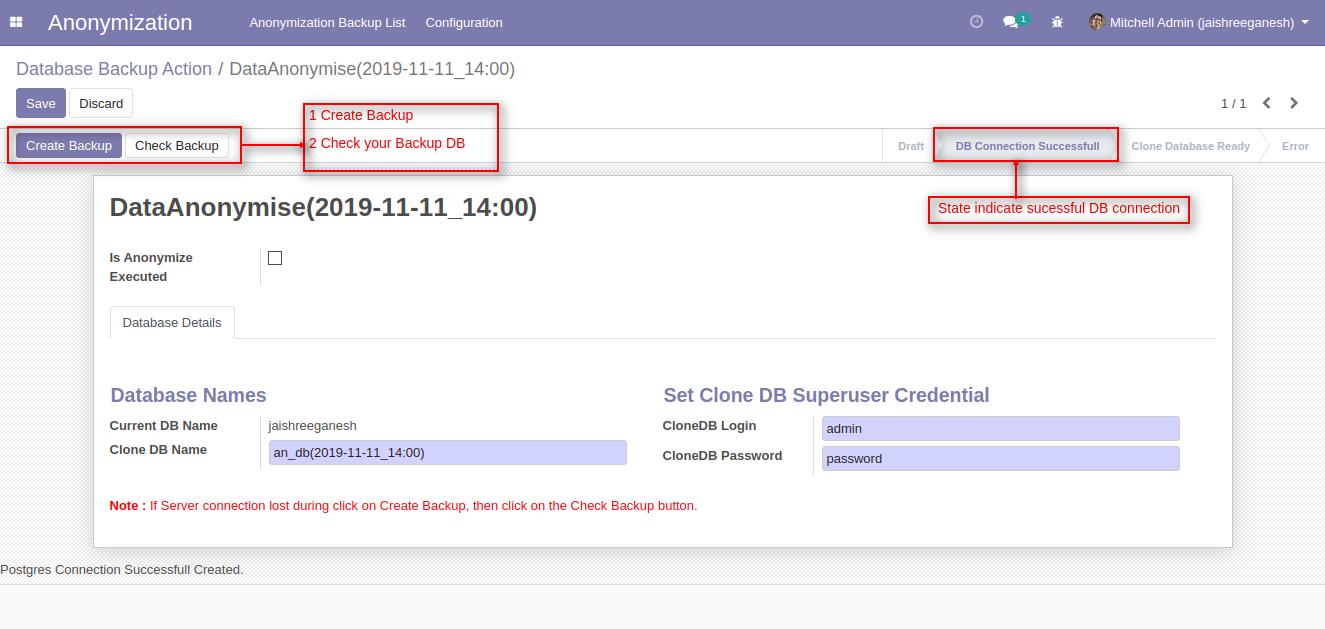 Anonymization Anonymization Backup List Configuration 1 Mitchell Admin (jaishreeganesh)
Database Backup Action / DataAnonymise(2019-11-11_14:00)
Save Discard 1 / 1
1 Create Backup
2 Check your Backup DB
Create Backup Check Backup Draft DB Connection Successfull Clone Database Ready Error
DataAnonymise(2019-11-11_14:00)
State indicate sucessful DB connection
Is Anonymize
Executed
Database Details
Database Names Set Clone DB Superuser Credential
Current DB Name jaishreeganesh CloneDB Login admin
Clone DB Name an_db(2019-11-11_14:00) CloneDB Password password
Note : If Server connection lost during click on Create Backup, then click on the Check Backup button.
Postgres Connection Successfull Created.